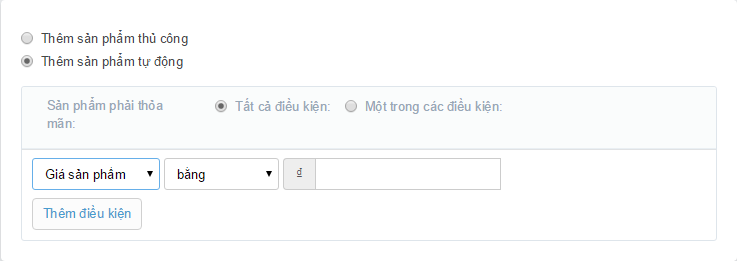 Thêm sản phẩm thủ công
Thêm sản phẩm tự động
Sản phẩm phải thỏa mãn:
Tất cả điều kiện:
Một trong các điều kiện:
Giá sản phẩm
bằng
₫
Thêm điều kiện